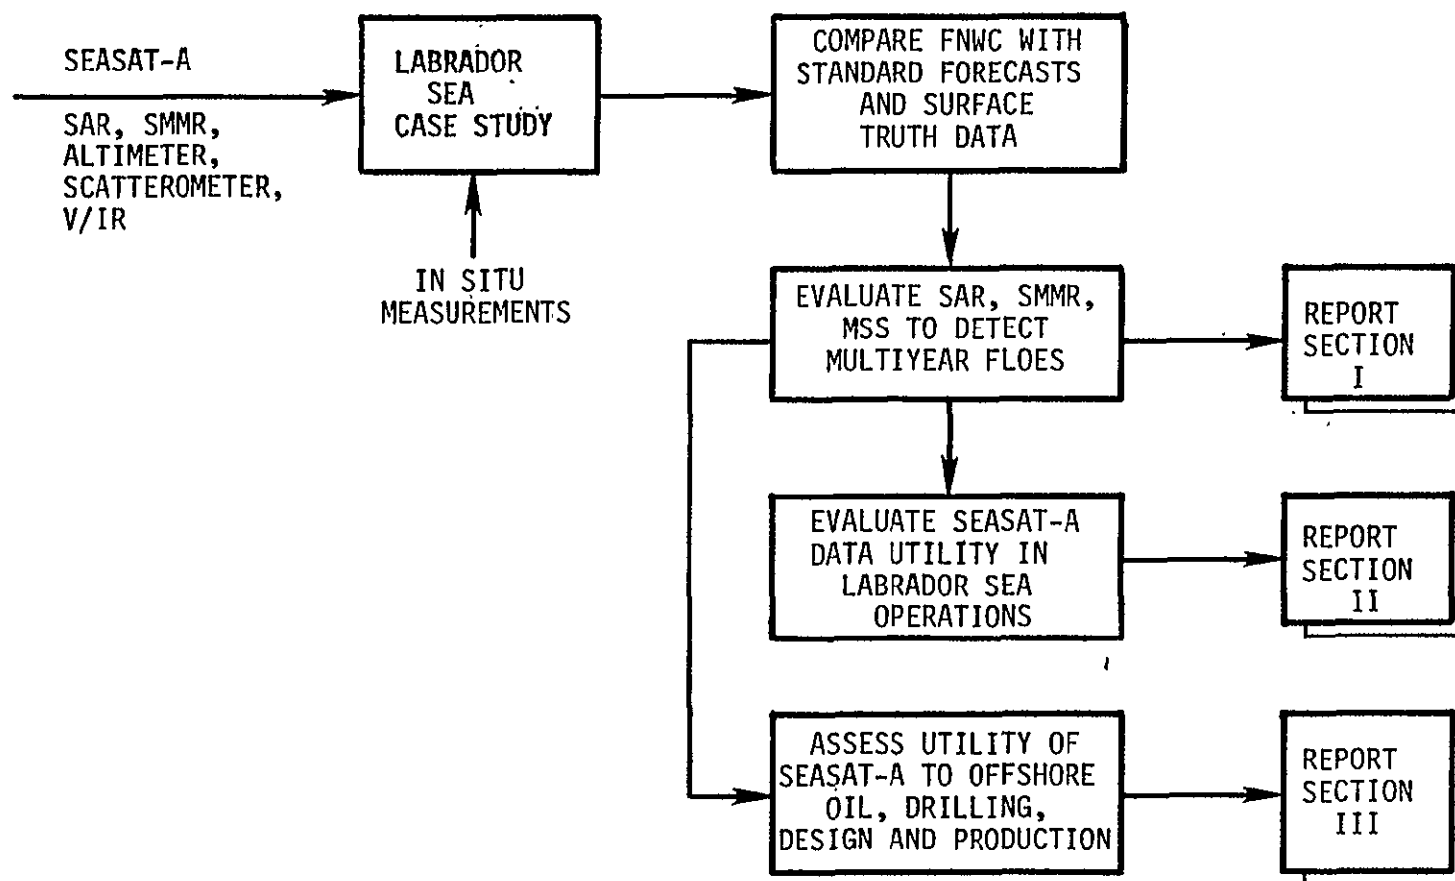 SEASAT-A
SAR, SMMR,
ALTIMETER,
SCATTEROMETER,
V/IR
LABRADOR
SEA
CASE STUDY
IN SITU
MEASUREMENTS
COMPARE FNWC WITH
STANDARD FORECASTS
AND SURFACE
TRUTH DATA
EVALUATE SAR, SMMR,
MSS TO DETECT
MULTIYEAR FLOES
REPORT
SECTION
I
EVALUATE SEASAT-A
DATA UTILITY IN
LABRADOR SEA
OPERATIONS
REPORT
SECTION
II
ASSESS UTILITY OF
SEASAT-A TO OFFSHORE
OIL, DRILLING,
DESIGN AND PRODUCTION
REPORT
SECTION
III